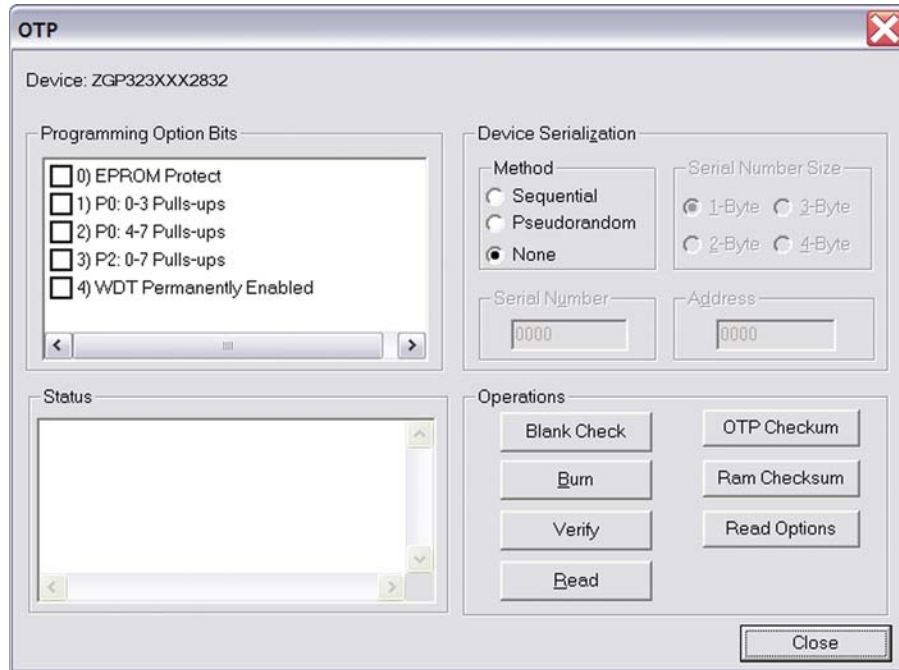 OTP
Device: ZGP323XXX2832
Programming Option Bits
0) EPROM Protect
1) P0: 0-3 Pulls-ups
2) P0: 4-7 Pulls-ups
3) P2: 0-7 Pulls-ups
4) WDT Permanently Enabled
Device Serialization
Method
Sequential
Pseudorandom
None
Serial Number Size
1-Byte
3-Byte
2-Byte
4-Byte
Serial Number
0000
Address
0000
Status
Operations
Blank Check
Burn
Verify
Read
OTP Checkum
Ram Checksum
Read Options
Close